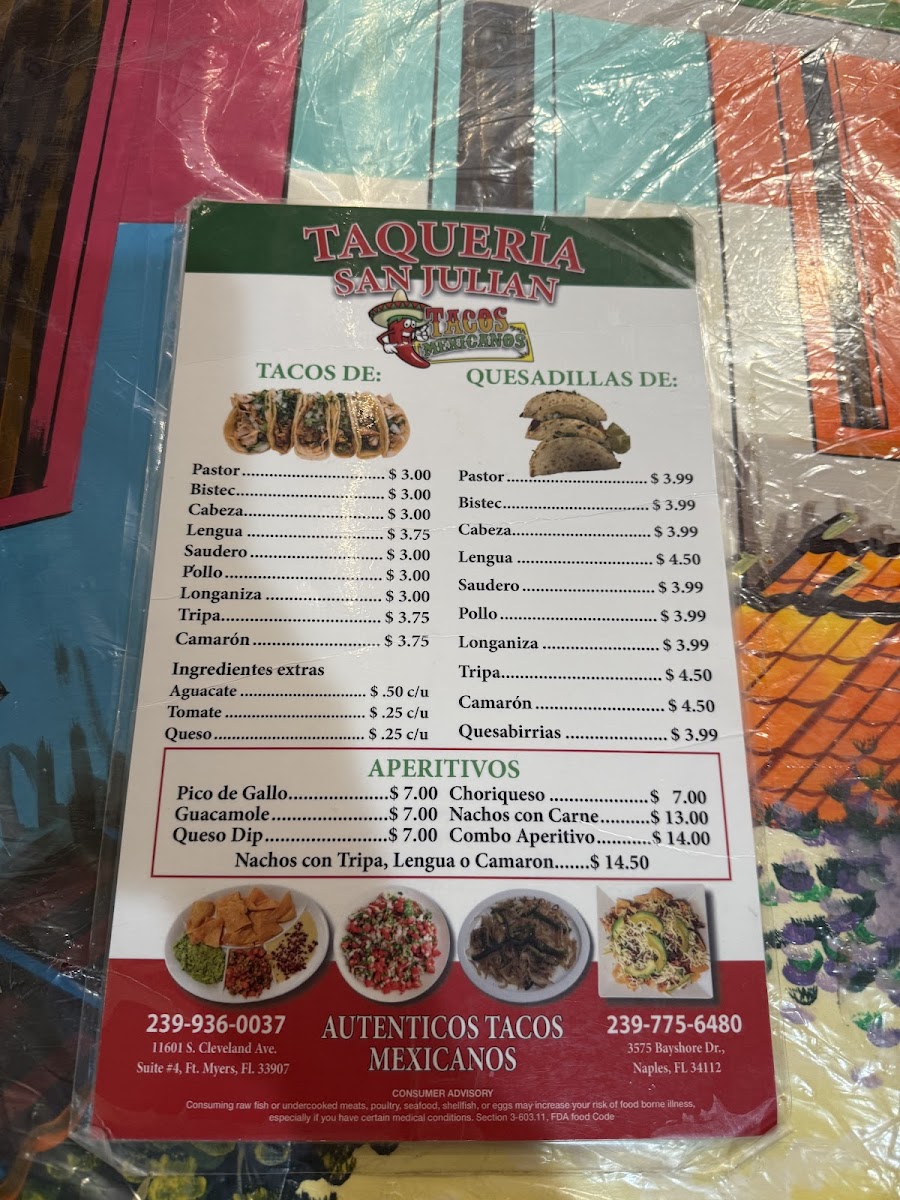 TAQUERIA
SAN JULIAN
TACOS
MEXICANOS
TACOS DE:
Pastor.................................. $ 3.00
Bistec.................................. $ 3.00
Cabeza.................................. $ 3.00
Lengua .................................. $ 3.75
Saudero .................................. $ 3.00
Pollo .................................. $ 3.00
Longaniza .................................. $ 3.00
Tripa.................................. $ 3.75
Camarón .................................. $ 3.75
Ingredientes extras
Aguacate .................................. $ .50 c/u
Tomate .................................. $ .25 c/u
Queso.................................. $ .25 c/u
QUESADILLAS DE:
Pastor .................................. $ 3.99
Bistec.................................. $ 3.99
Cabeza.................................. $ 3.99
Lengua .................................. $ 4.50
Saudero .................................. $ 3.99
Pollo .................................. $ 3.99
Longaniza .................................. $ 3.99
Tripa.................................. $ 4.50
Camarón .................................. $ 4.50
Quesabirrias .................................. $ 3.99
APERITIVOS
Pico de Gallo....................$ 7.00 Choriqueso ....................$ 7.00
Guacamole.......................$ 7.00 Nachos con Carne.........$ 13.00
Queso Dip........................$ 7.00 Combo Aperitivo..........$ 14.00
Nachos con Tripa, Lengua o Camaron.......$ 14.50
239-936-0037
11601 S. Cleveland Ave.
Suite #4, Ft. Myers, Fl. 33907
AUTENTICOS TACOS
MEXICANOS
239-775-6480
3575 Bayshore Dr.,
Naples, FL 34112
CONSUMER ADVISORY
Consuming raw fish or undercooked meats, poultry, seafood, shellfish, or eggs may increase your risk of food borne illness,
especially if you have certain medical conditions. Section 3-603.11, FDA food Code